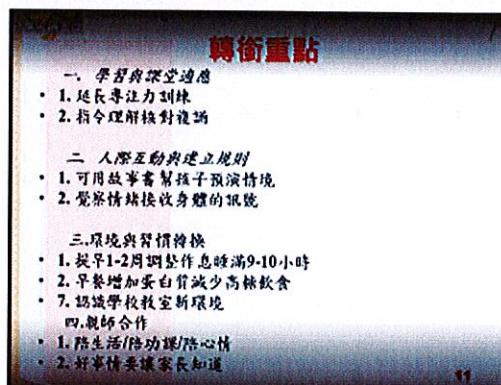 轉銜重點
一. 學習與課堂適應
• 1. 延長專注力訓練
• 2. 指令理解核對複誦
二 人際互動與建立規則
• 1. 可用故事書幫孩子預演情境
• 2. 覺察情緒接收身體的訊號
三.環境與習慣轉換
• 1. 提早1-2周調整作息睡滿9-10小時
• 2. 早餐增加蛋白質減少高糖飲食
• 7. 認識學校教室新環境
四.親師合作
• 1. 陪生活/陪功課/陪心情
• 2. 好事情要讓家長知道
11